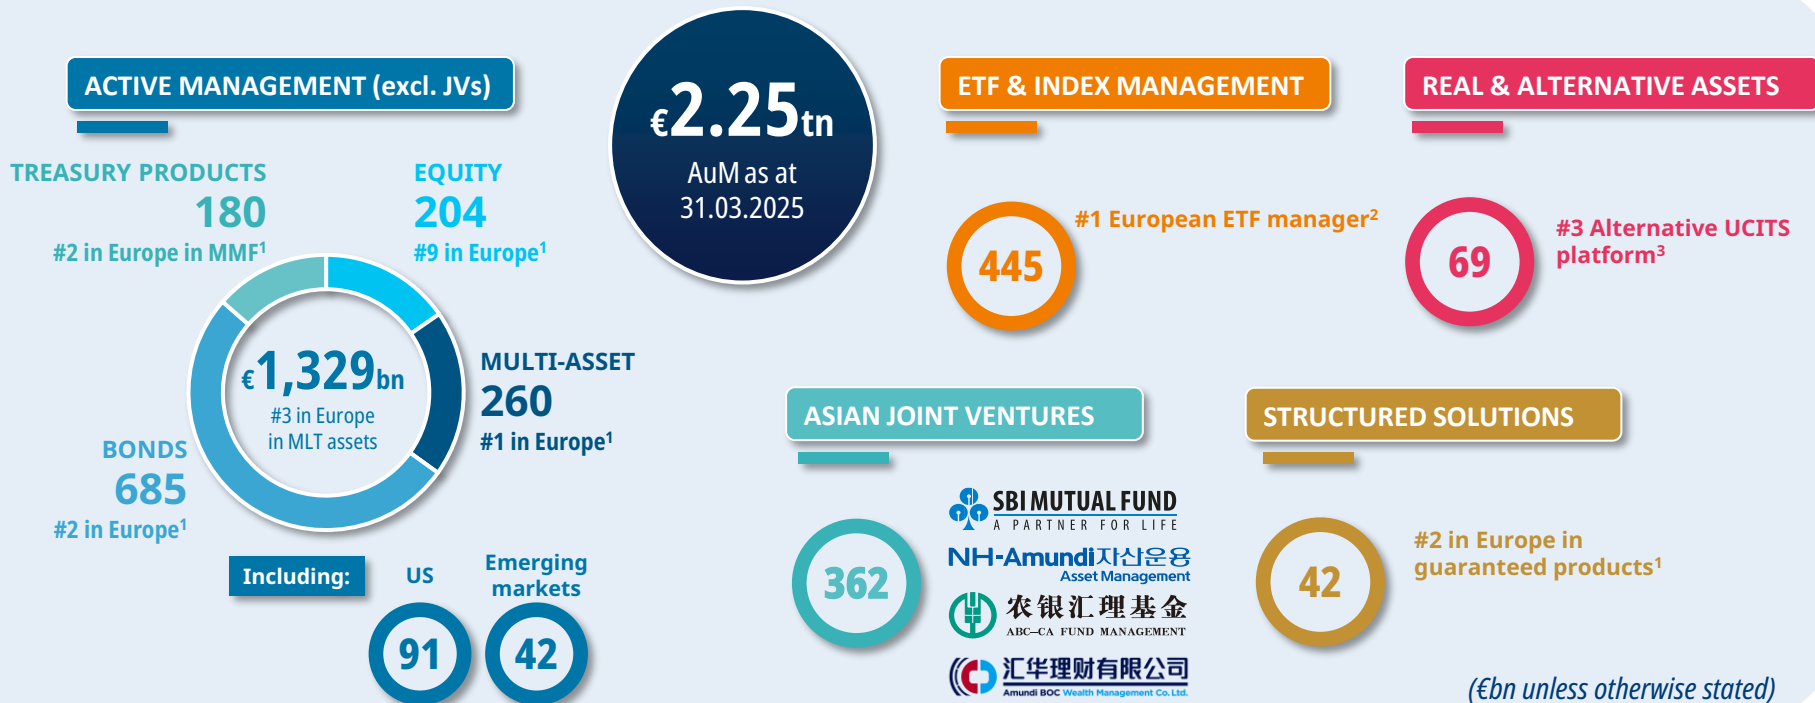 ACTIVE MANAGEMENT (excl. JVs)
TREASURY PRODUCTS
180
#2 in Europe in MMF¹
EQUITY
204
#9 in Europe¹
€1,329bn
#3 in Europe
in MLT assets
MULTI-ASSET
260
#1 in Europe¹
BONDS
685
#2 in Europe¹
Including:
US
91
Emerging
markets
42
€2.25tn
AuM as at
31.03.2025
ETF & INDEX MANAGEMENT
445
#1 European ETF manager²
REAL & ALTERNATIVE ASSETS
69
#3 Alternative UCITS
platform³
ASIAN JOINT VENTURES
362
SBI MUTUAL FUND
A PARTNER FOR LIFE
NH-Amundi자산운용
Asset Management
农银汇理基金
ABC–CA FUND MANAGEMENT
汇华理财有限公司
Amundi BOC Wealth Management Co. Ltd.
STRUCTURED SOLUTIONS
42
#2 in Europe in
guaranteed products¹
(€bn unless otherwise stated)